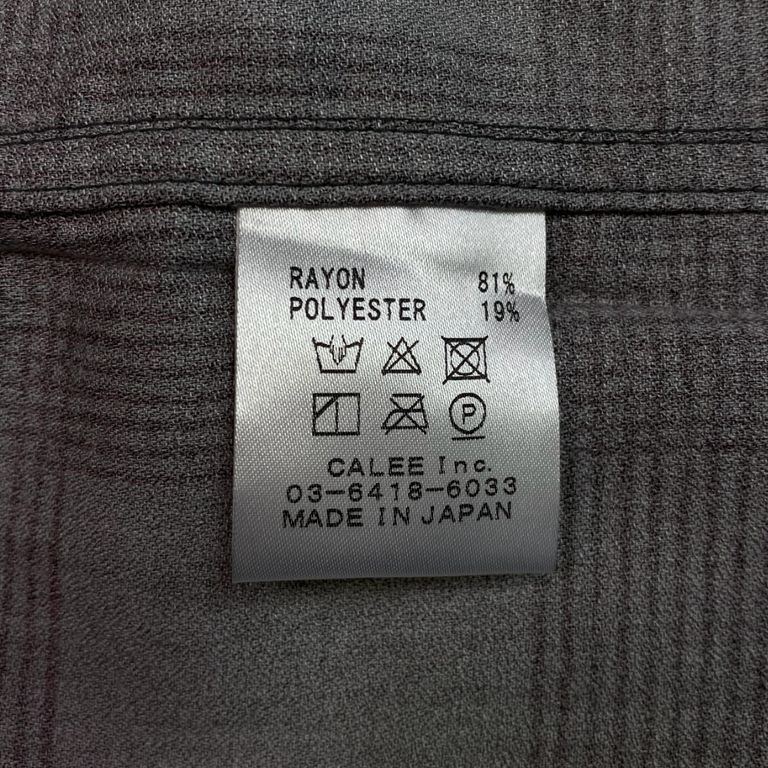 RAYON 81%
POLYESTER 19%
P
CALEE Inc.
03-6418-6033
MADE IN JAPAN